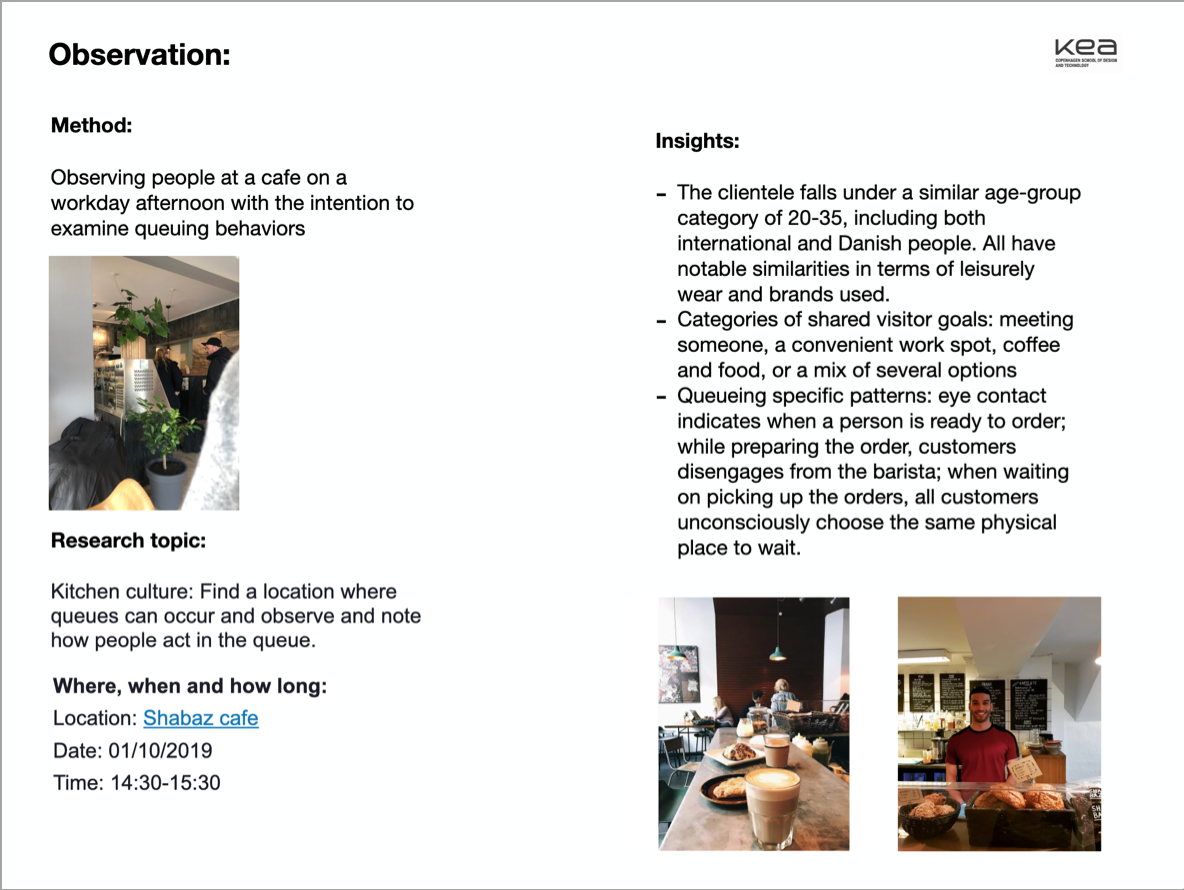 Observation:
kea
COPENHAGEN SCHOOL OF DESIGN
AND TECHNOLOGY
Method:
Observing people at a cafe on a
workday afternoon with the intention to
examine queuing behaviors
Research topic:
Kitchen culture: Find a location where
queues can occur and observe and note
how people act in the queue.
Where, when and how long:
Location: Shabaz cafe
Date: 01/10/2019
Time: 14:30-15:30
Insights:
- The clientele falls under a similar age-group
category of 20-35, including both
international and Danish people. All have
notable similarities in terms of leisurely
wear and brands used.
- Categories of shared visitor goals: meeting
someone, a convenient work spot, coffee
and food, or a mix of several options
- Queueing specific patterns: eye contact
indicates when a person is ready to order;
while preparing the order, customers
disengages from the barista; when waiting
on picking up the orders, all customers
unconsciously choose the same physical
place to wait.